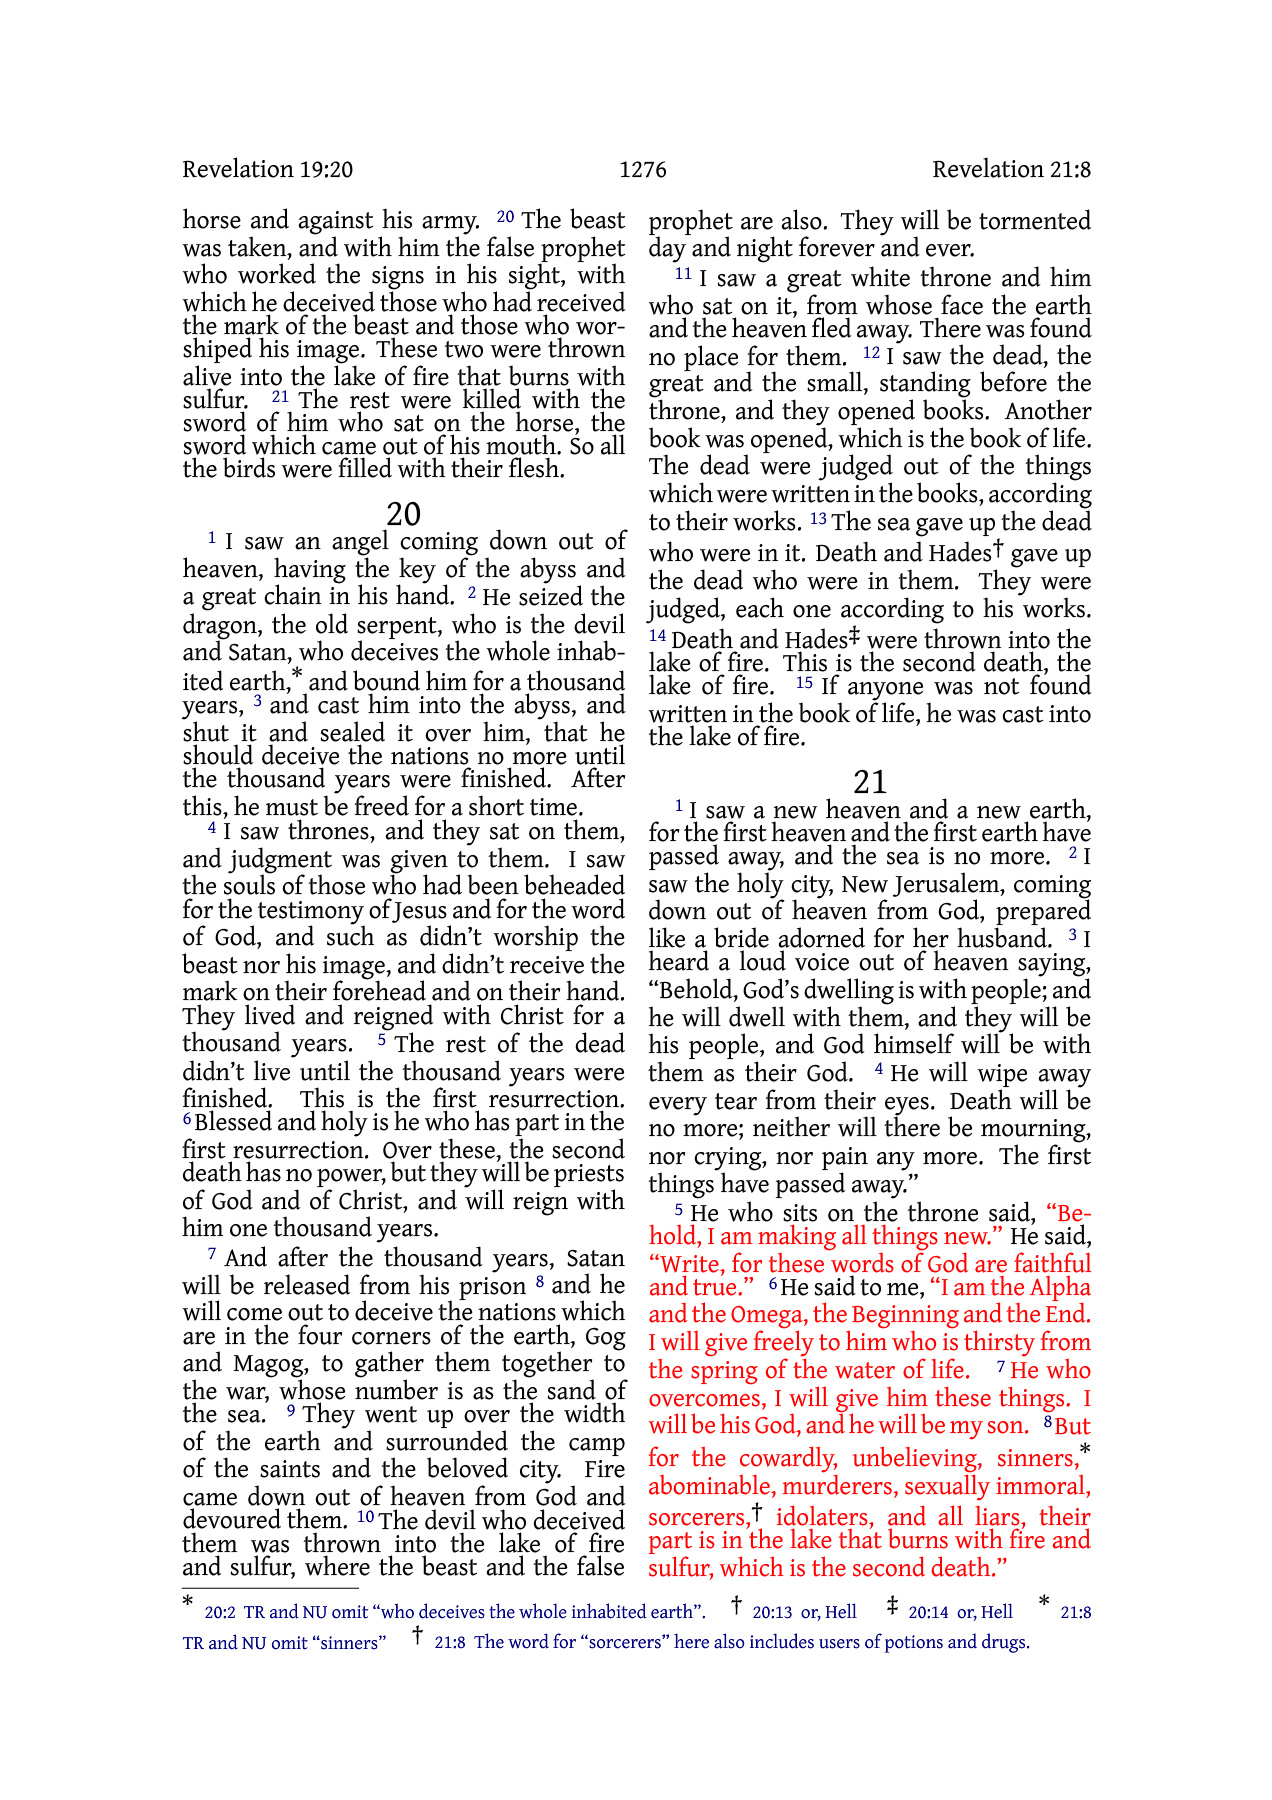 Revelation 19:20 1276 Revelation 21:8
horse and against his army. 20 The beast
was taken, and with him the false prophet
who worked the signs in his sight, with
which he deceived those who had received
the mark of the beast and those who wor-
shiped his image. These two were thrown
alive into the lake of fire that burns with
sulfur. 21 The rest were killed with the
sword of him who sat on the horse, the
sword which came out of his mouth. So all
the birds were filled with their flesh.
20
1 I saw an angel coming down out of
heaven, having the key of the abyss and
a great chain in his hand. 2 He seized the
dragon, the old serpent, who is the devil
and Satan, who deceives the whole inhab-
ited earth,* and bound him for a thousand
years, 3 and cast him into the abyss, and
shut it and sealed it over him, that he
should deceive the nations no more until
the thousand years were finished. After
this, he must be freed for a short time.
4 I saw thrones, and they sat on them,
and judgment was given to them. I saw
the souls of those who had been beheaded
for the testimony of Jesus and for the word
of God, and such as didn’t worship the
beast nor his image, and didn’t receive the
mark on their forehead and on their hand.
They lived and reigned with Christ for a
thousand years. 5 The rest of the dead
didn’t live until the thousand years were
finished. This is the first resurrection.
6 Blessed and holy is he who has part in the
first resurrection. Over these, the second
death has no power, but they will be priests
of God and of Christ, and will reign with
him one thousand years.
7 And after the thousand years, Satan
will be released from his prison 8 and he
will come out to deceive the nations which
are in the four corners of the earth, Gog
and Magog, to gather them together to
the war, whose number is as the sand of
the sea. 9 They went up over the width
of the earth and surrounded the camp
of the saints and the beloved city. Fire
came down out of heaven from God and
devoured them. 10 The devil who deceived
them was thrown into the lake of fire
and sulfur, where the beast and the false
prophet are also. They will be tormented
day and night forever and ever.
11 I saw a great white throne and him
who sat on it, from whose face the earth
and the heaven fled away. There was found
no place for them. 12 I saw the dead, the
great and the small, standing before the
throne, and they opened books. Another
book was opened, which is the book of life.
The dead were judged out of the things
which were written in the books, according
to their works. 13 The sea gave up the dead
who were in it. Death and Hades† gave up
the dead who were in them. They were
judged, each one according to his works.
14 Death and Hades‡ were thrown into the
lake of fire. This is the second death, the
lake of fire. 15 If anyone was not found
written in the book of life, he was cast into
the lake of fire.
21
1 I saw a new heaven and a new earth,
for the first heaven and the first earth have
passed away, and the sea is no more. 2 I
saw the holy city, New Jerusalem, coming
down out of heaven from God, prepared
like a bride adorned for her husband. 3 I
heard a loud voice out of heaven saying,
“Behold, God’s dwelling is with people; and
he will dwell with them, and they will be
his people, and God himself will be with
them as their God. 4 He will wipe away
every tear from their eyes. Death will be
no more; neither will there be mourning,
nor crying, nor pain any more. The first
things have passed away.”
5 He who sits on the throne said, “Be-
hold, I am making all things new.” He said,
“Write, for these words of God are faithful
and true.” 6 He said to me, “I am the Alpha
and the Omega, the Beginning and the End.
I will give freely to him who is thirsty from
the spring of the water of life. 7 He who
overcomes, I will give him these things. I
will be his God, and he will be my son. 8 But
for the cowardly, unbelieving, sinners,*
abominable, murderers, sexually immoral,
sorcerers,† idolaters, and all liars, their
part is in the lake that burns with fire and
sulfur, which is the second death.”
* 20:2 TR and NU omit “who deceives the whole inhabited earth”. † 20:13 or, Hell ‡ 20:14 or, Hell * 21:8
TR and NU omit “sinners” † 21:8 The word for “sorcerers” here also includes users of potions and drugs.